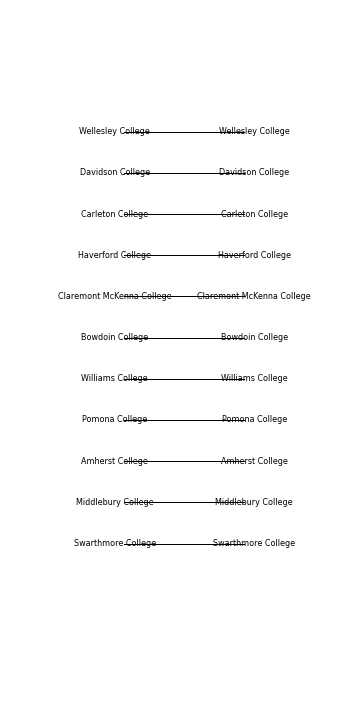 Wellesley College Wellesley College
Davidson College Davidson College
Carleton College Carleton College
Haverford College Haverford College
Claremont McKenna College Claremont McKenna College
Bowdoin College Bowdoin College
Williams College Williams College
Pomona College Pomona College
Amherst College Amherst College
Middlebury College Middlebury College
Swarthmore College Swarthmore College